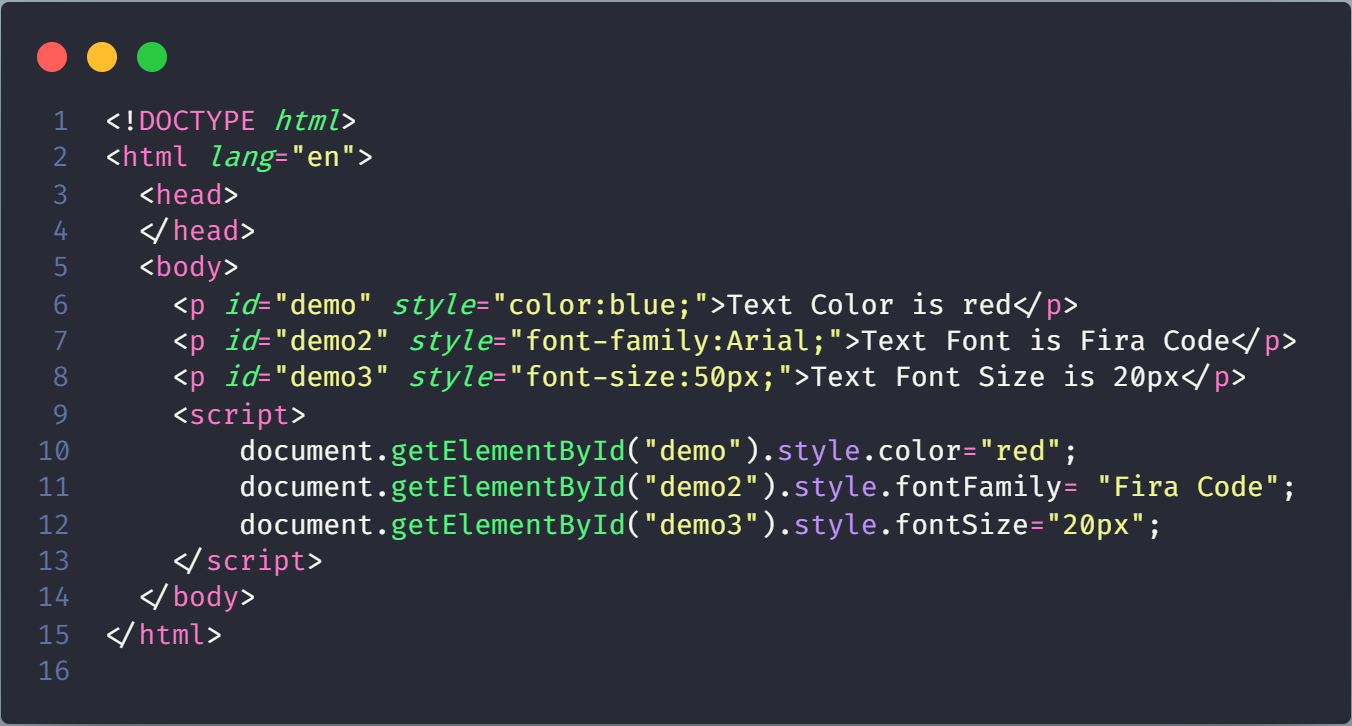 1 <!DOCTYPE html>
2 <html lang="en">
3   <head>
4   </head>
5   <body>
6     <p id="demo" style="color:blue;">Text Color is red</p>
7     <p id="demo2" style="font-family:Arial;">Text Font is Fira Code</p>
8     <p id="demo3" style="font-size:50px;">Text Font Size is 20px</p>
9     <script>
10         document.getElementById("demo").style.color="red";
11         document.getElementById("demo2").style.fontFamily= "Fira Code";
12         document.getElementById("demo3").style.fontSize="20px";
13     </script>
14   </body>
15 </html>
16